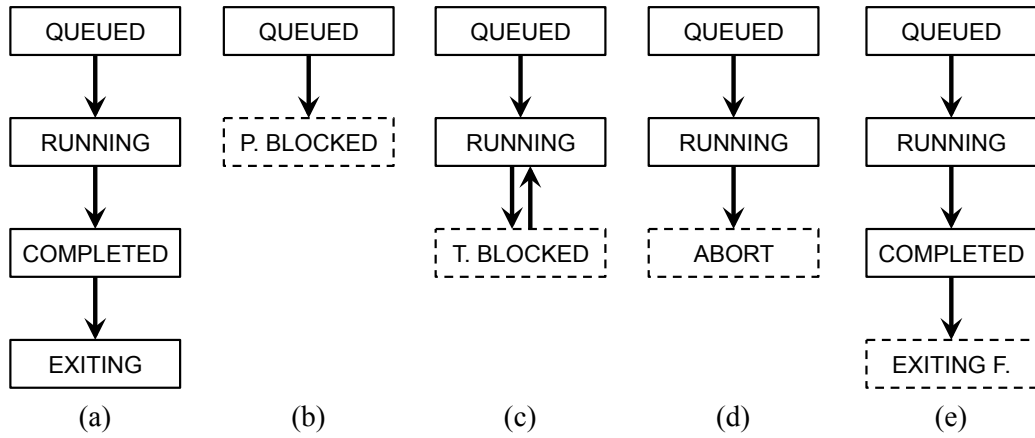 QUEUED QUEUED QUEUED QUEUED QUEUED
RUNNING P. BLOCKED RUNNING RUNNING RUNNING
COMPLETED T. BLOCKED ABORT COMPLETED
EXITING EXITING F.
(a) (b) (c) (d) (e)